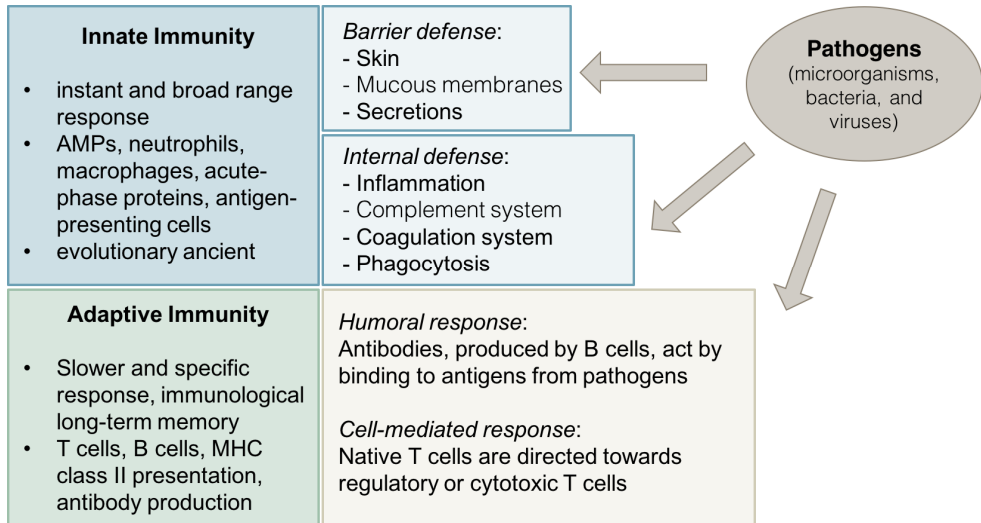 Innate Immunity
• instant and broad range
response
• AMPs, neutrophils,
macrophages, acute-
phase proteins, antigen-
presenting cells
• evolutionary ancient
Barrier defense:
- Skin
- Mucous membranes
- Secretions
Internal defense:
- Inflammation
- Complement system
- Coagulation system
- Phagocytosis
Pathogens
(microorganisms,
bacteria, and
viruses)
Adaptive Immunity
• Slower and specific
response, immunological
long-term memory
• T cells, B cells, MHC
class II presentation,
antibody production
Humoral response:
Antibodies, produced by B cells, act by
binding to antigens from pathogens
Cell-mediated response:
Native T cells are directed towards
regulatory or cytotoxic T cells